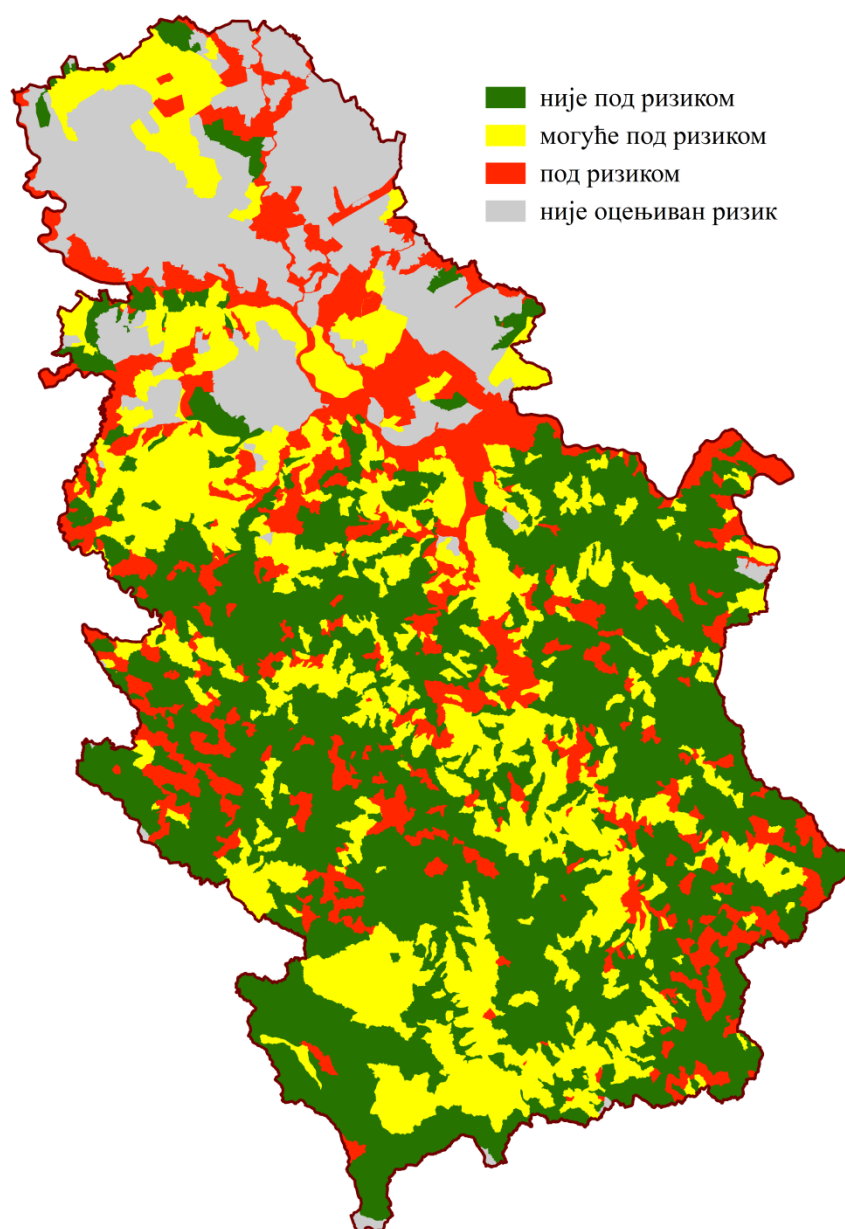 није под ризиком
могуће под ризиком
под ризиком
није оцењиван ризик